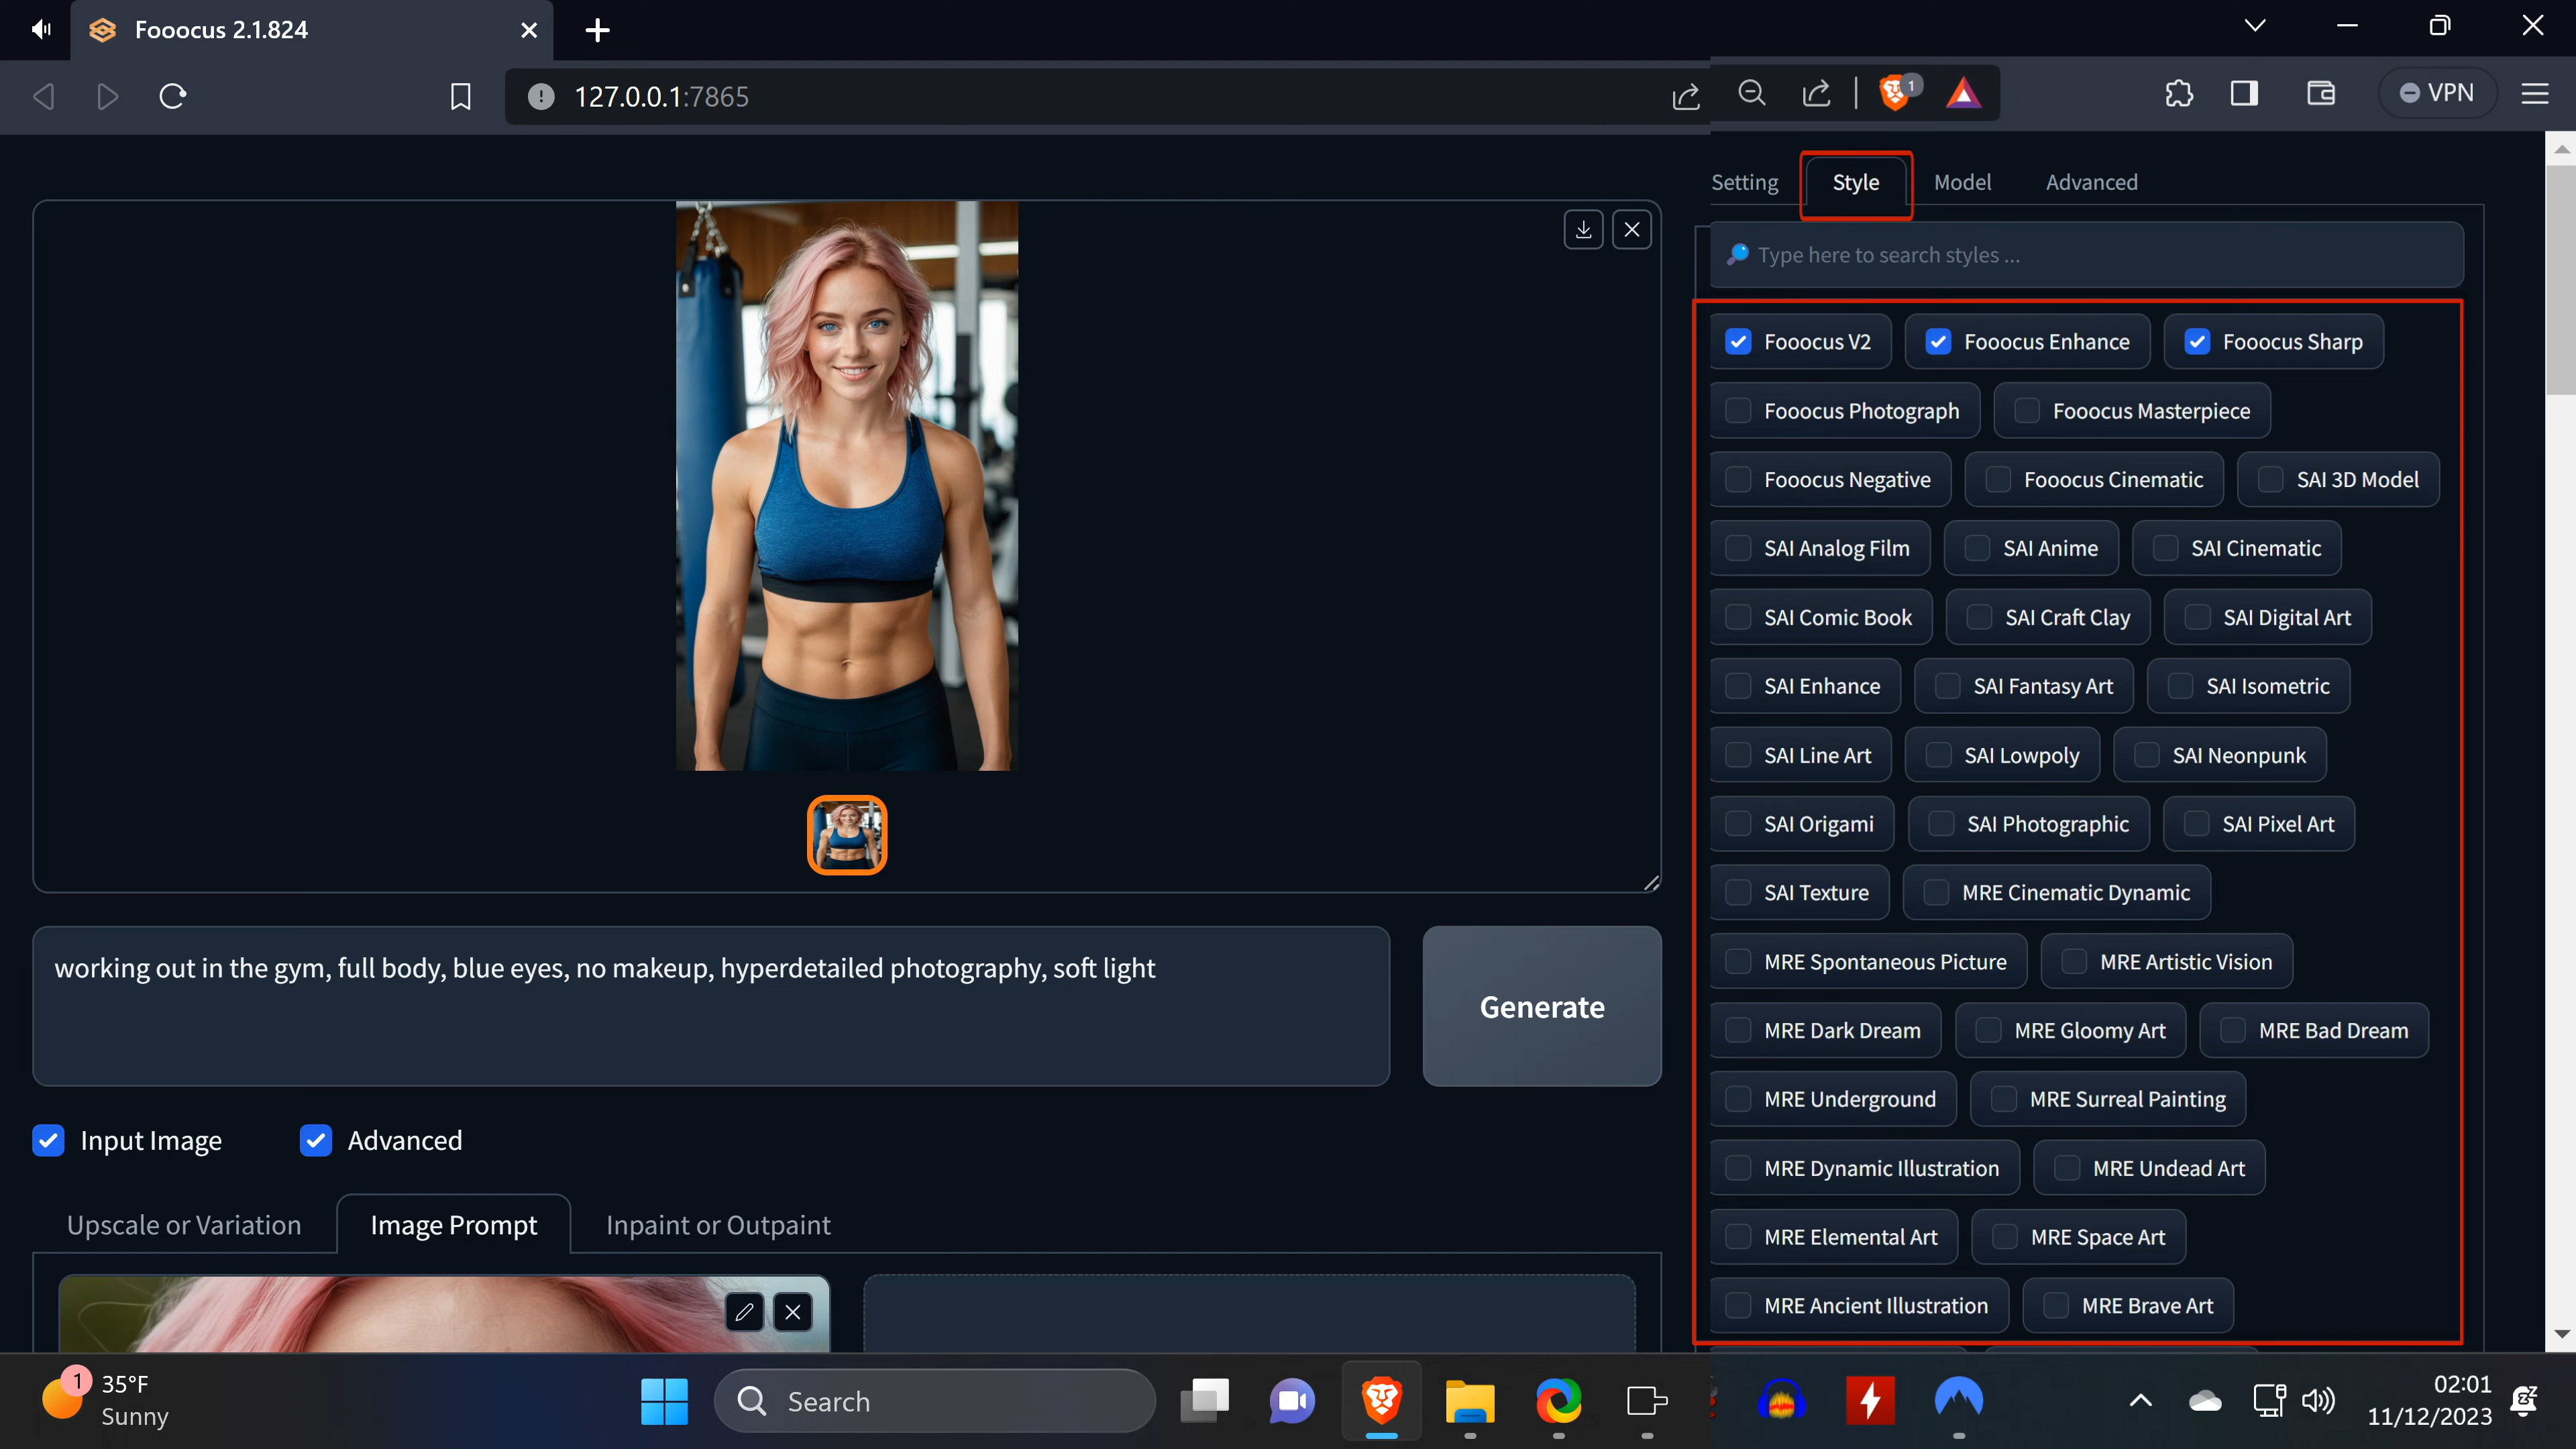 Fooocus 2.1.824
127.0.0.1:7865
1
VPN
Setting Style Model Advanced
Type here to search styles ...
Fooocus V2 Fooocus Enhance Fooocus Sharp
Fooocus Photograph Fooocus Masterpiece
Fooocus Negative Fooocus Cinematic SAI 3D Model
SAI Analog Film SAI Anime SAI Cinematic
SAI Comic Book SAI Craft Clay SAI Digital Art
SAI Enhance SAI Fantasy Art SAI Isometric
SAI Line Art SAI Lowpoly SAI Neonpunk
SAI Origami SAI Photographic SAI Pixel Art
SAI Texture MRE Cinematic Dynamic
MRE Spontaneous Picture MRE Artistic Vision
MRE Dark Dream MRE Gloomy Art MRE Bad Dream
MRE Underground MRE Surreal Painting
MRE Dynamic Illustration MRE Undead Art
MRE Elemental Art MRE Space Art
MRE Ancient Illustration MRE Brave Art
working out in the gym, full body, blue eyes, no makeup, hyperdetailed photography, soft light
Generate
Input Image Advanced
Upscale or Variation Image Prompt Inpaint or Outpaint
1
35°F
Sunny
Search
02:01
11/12/2023